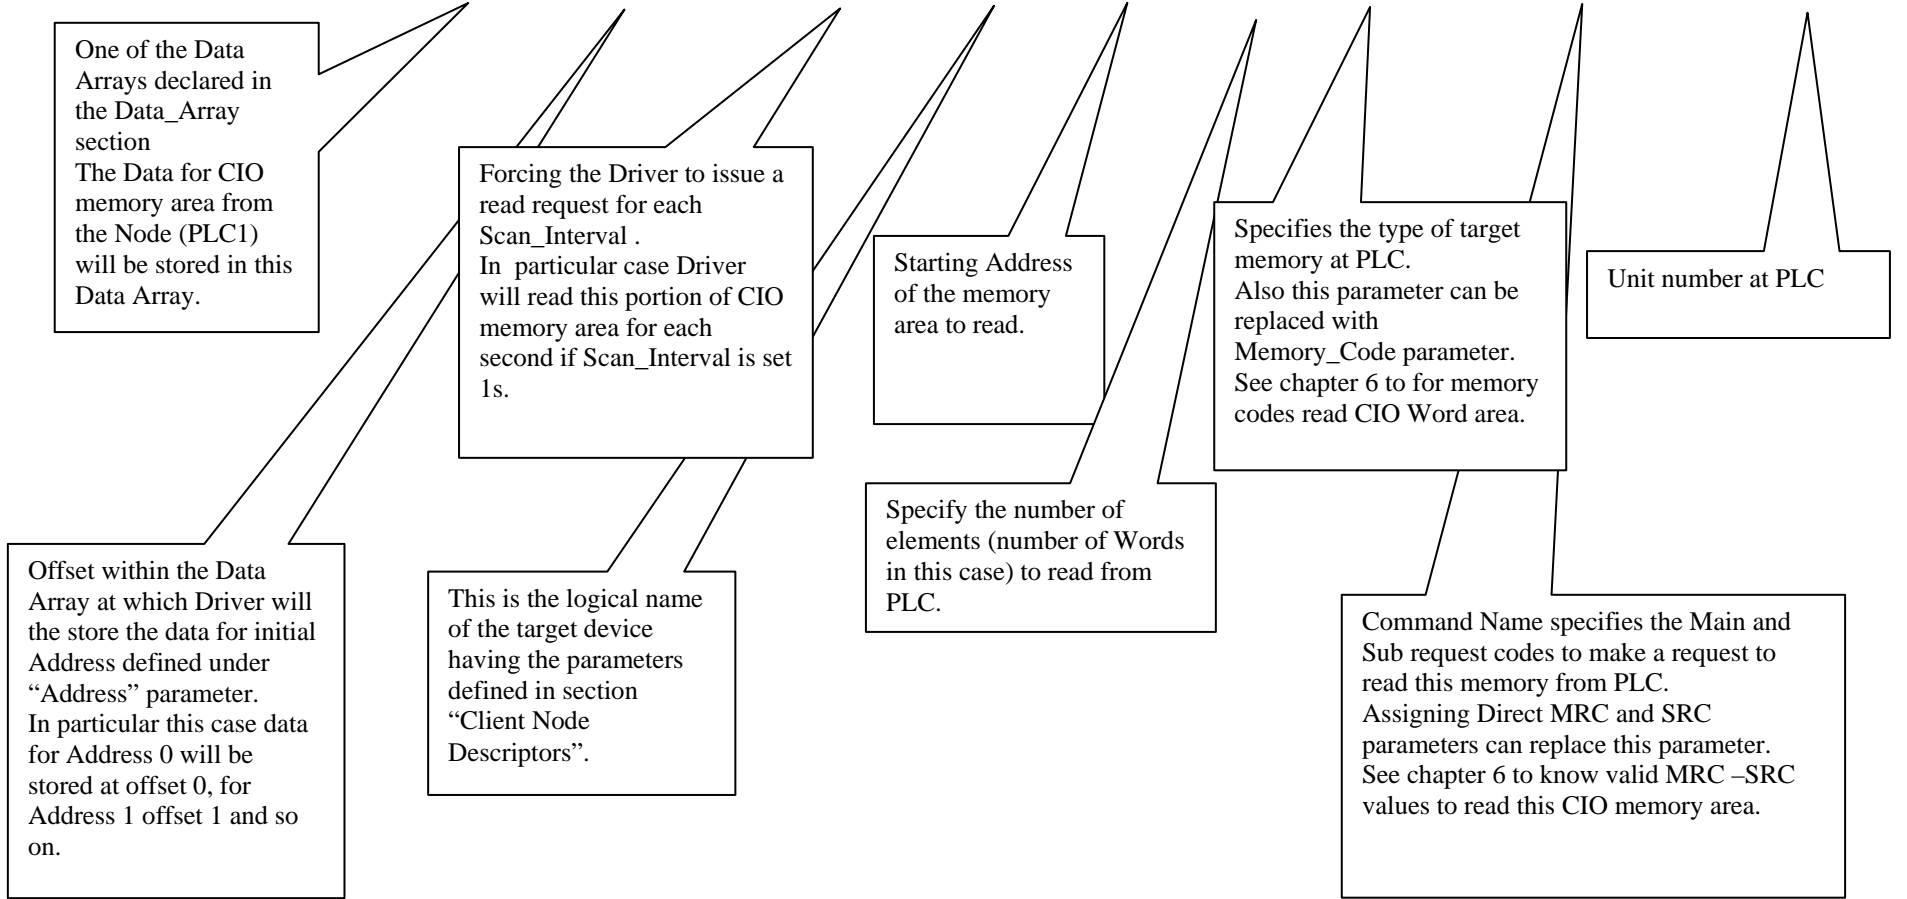 One of the Data
Arrays declared in
the Data_Array
section
The Data for CIO
memory area from
the Node (PLC1)
will be stored in this
Data Array.
Forcing the Driver to issue a
read request for each
Scan_Interval .
In particular case Driver
will read this portion of CIO
memory area for each
second if Scan_Interval is set
1s.
Starting Address
of the memory
area to read.
Specifies the type of target
memory at PLC.
Also this parameter can be
replaced with
Memory_Code parameter.
See chapter 6 to for memory
codes read CIO Word area.
Unit number at PLC
Offset within the Data
Array at which Driver will
the store the data for initial
Address defined under
“Address” parameter.
In particular this case data
for Address 0 will be
stored at offset 0, for
Address 1 offset 1 and so
on.
This is the logical name
of the target device
having the parameters
defined in section
“Client Node
Descriptors”.
Specify the number of
elements (number of Words
in this case) to read from
PLC.
Command Name specifies the Main and
Sub request codes to make a request to
read this memory from PLC.
Assigning Direct MRC and SRC
parameters can replace this parameter.
See chapter 6 to know valid MRC –SRC
values to read this CIO memory area.